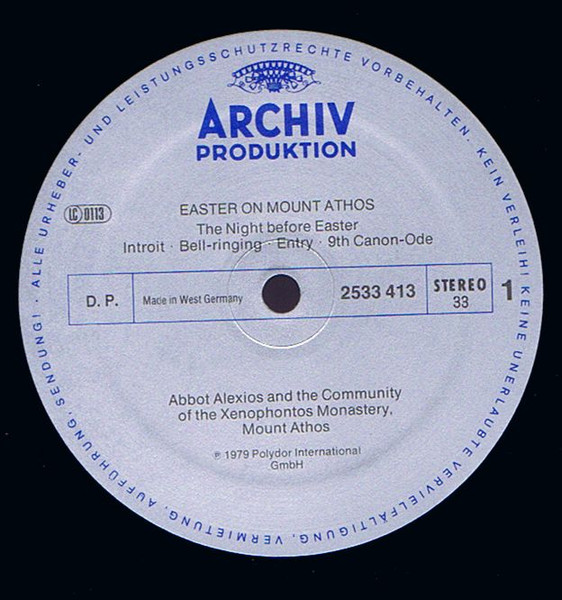 ALLE URHEBER- UND LEISTUNGSSCHUTZRECHTE VORBEHALTEN. KEIN VERLEIH! KEINE UNERLAUBTE VERVIELFÄLTIGUNG, VERMIETUNG, AUFFÜHRUNG, SENDUNG! ·
ARCHIV
PRODUKTION
LC 0113
EASTER ON MOUNT ATHOS
The Night before Easter
Introit · Bell-ringing · Entry · 9th Canon-Ode
D. P. Made in West Germany 2533 413 STEREO 33 1
Abbot Alexios and the Community
of the Xenophontos Monastery,
Mount Athos
℗ 1979 Polydor International
GmbH